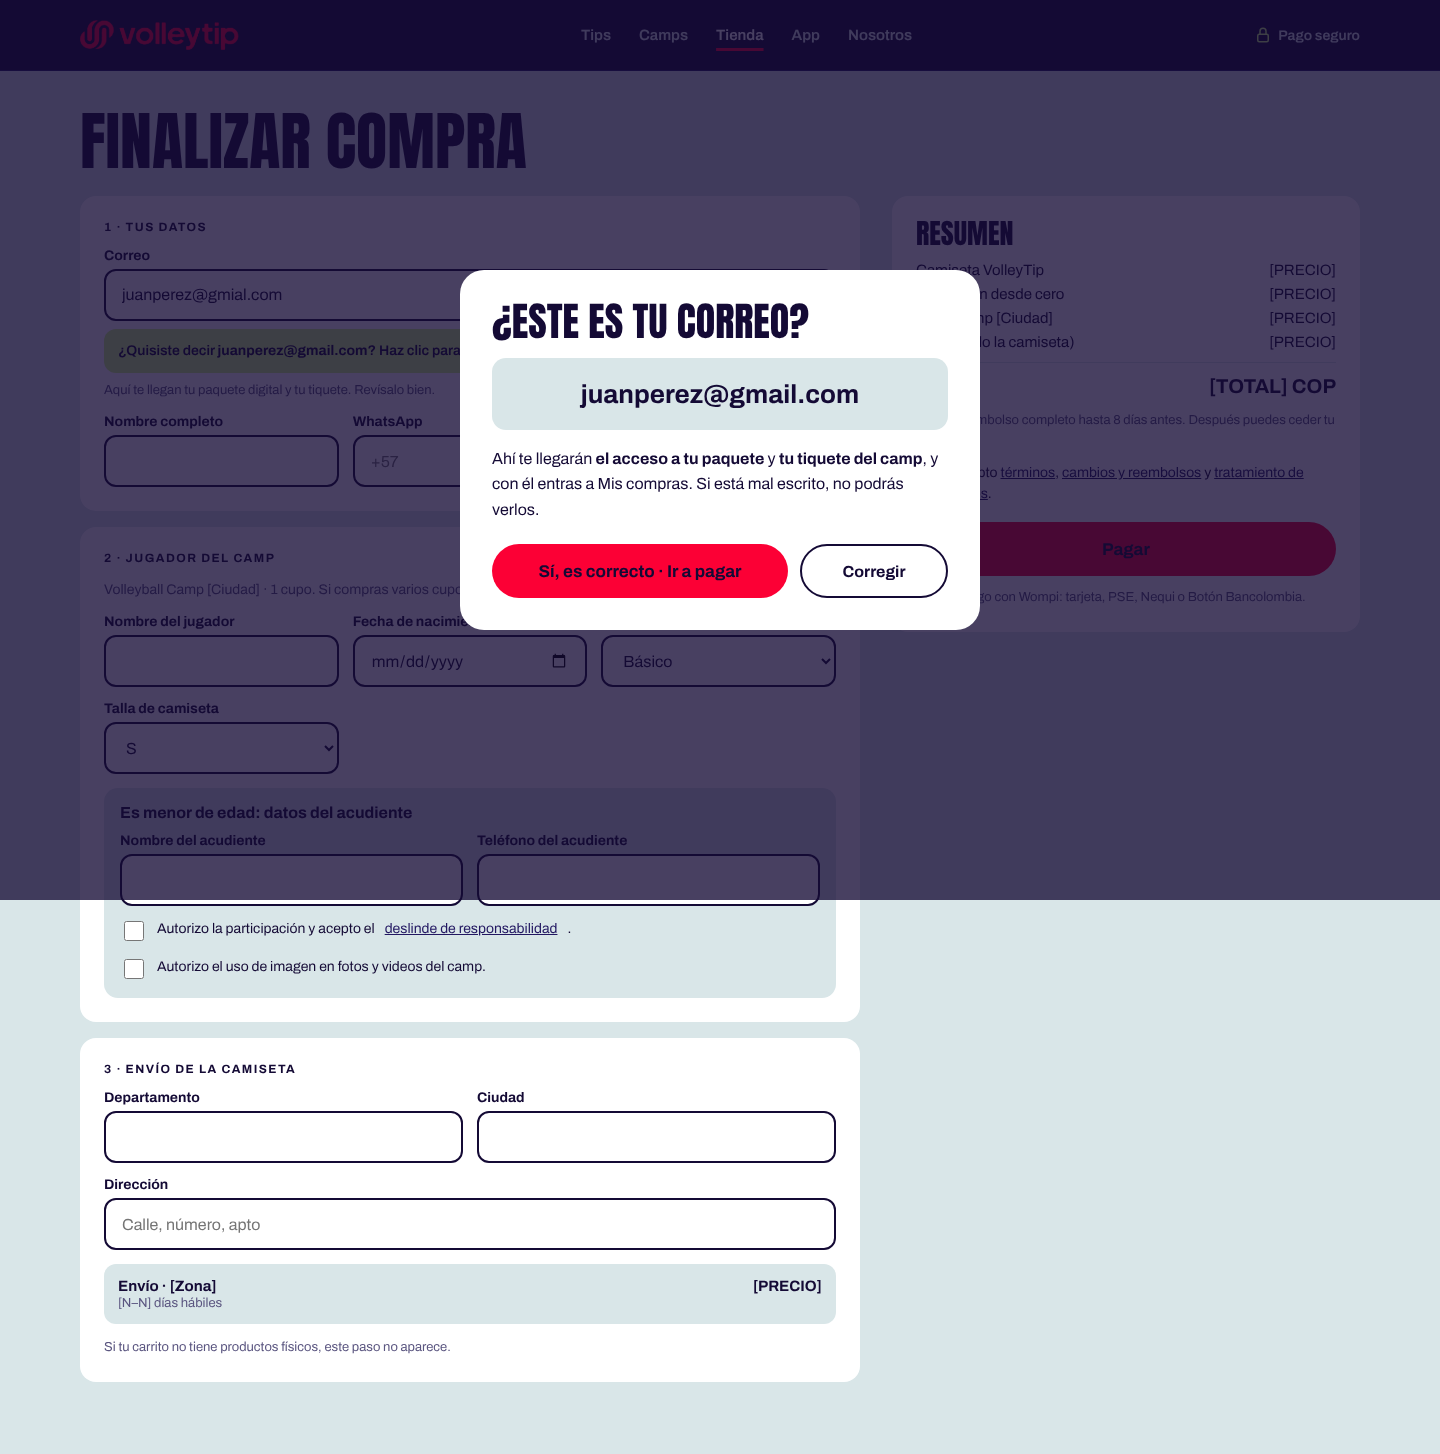 volleytip
Tips Camps Tienda App Nosotros
Pago seguro
FINALIZAR COMPRA
1 · TUS DATOS
Correo
juanperez@gmial.com
¿Quisiste decir juanperez@gmail.com? Haz clic para
Aquí te llegan tu paquete digital y tu tiquete. Revísalo bien.
Nombre completo
WhatsApp
+57
2 · JUGADOR DEL CAMP
Volleyball Camp [Ciudad] · 1 cupo. Si compras varios
Nombre del jugador
Fecha de
mm/dd/yyyy
Básico
Talla de camiseta
S
Es menor de edad: datos del acudiente
Nombre del acudiente
Teléfono del acudiente
Autorizo la participación y acepto el deslinde de responsabilidad .
Autorizo el uso de imagen en fotos y videos del camp.
3 · ENVÍO DE LA CAMISETA
Departamento
Ciudad
Dirección
Calle, número, apto
Envío · [Zona] [PRECIO]
[N–N] días hábiles
Si tu carrito no tiene productos físicos, este paso no aparece.
RESUMEN
Camiseta VolleyTip [PRECIO]
desde cero [PRECIO]
[Ciudad] [PRECIO]
la camiseta) [PRECIO]
[TOTAL] COP
completo hasta 8 días antes. Después puedes ceder tu
términos, cambios y reembolsos y tratamiento de
Pagar
con Wompi: tarjeta, PSE, Nequi o Botón Bancolombia.
¿ESTE ES TU CORREO?
juanperez@gmail.com
Ahí te llegarán el acceso a tu paquete y tu tiquete del camp, y
con él entras a Mis compras. Si está mal escrito, no podrás
verlos.
Sí, es correcto · Ir a pagar
Corregir